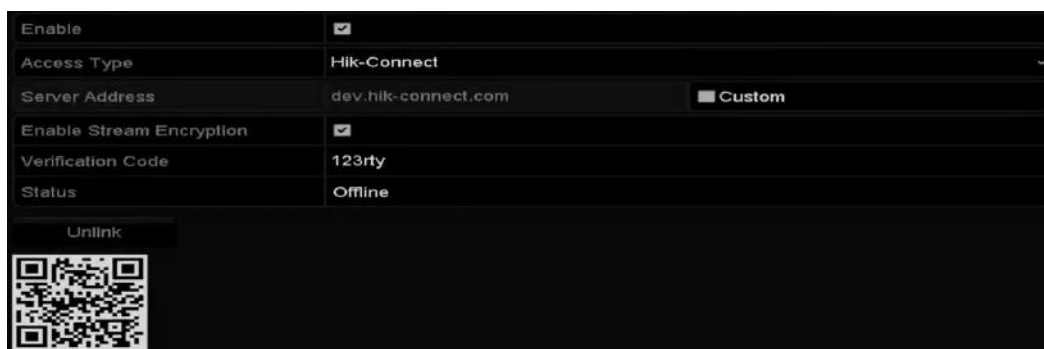 Enable
Access Type Hik-Connect
Server Address dev.hik-connect.com Custom
Enable Stream Encryption
Verification Code 123rty
Status Offline
Unlink